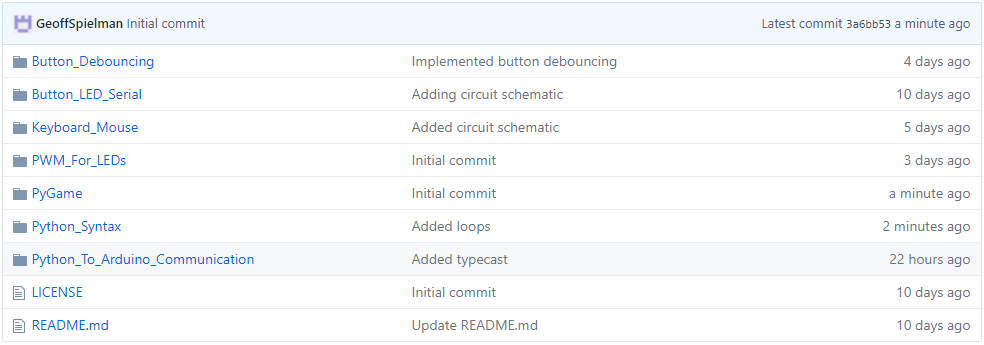 GeoffSpielman Initial commit Latest commit 3a6bb53 a minute ago
Button_Debouncing Implemented button debouncing 4 days ago
Button_LED_Serial Adding circuit schematic 10 days ago
Keyboard_Mouse Added circuit schematic 5 days ago
PWM_For_LEDs Initial commit 3 days ago
PyGame Initial commit a minute ago
Python_Syntax Added loops 2 minutes ago
Python_To_Arduino_Communication Added typecast 22 hours ago
LICENSE Initial commit 10 days ago
README.md Update README.md 10 days ago